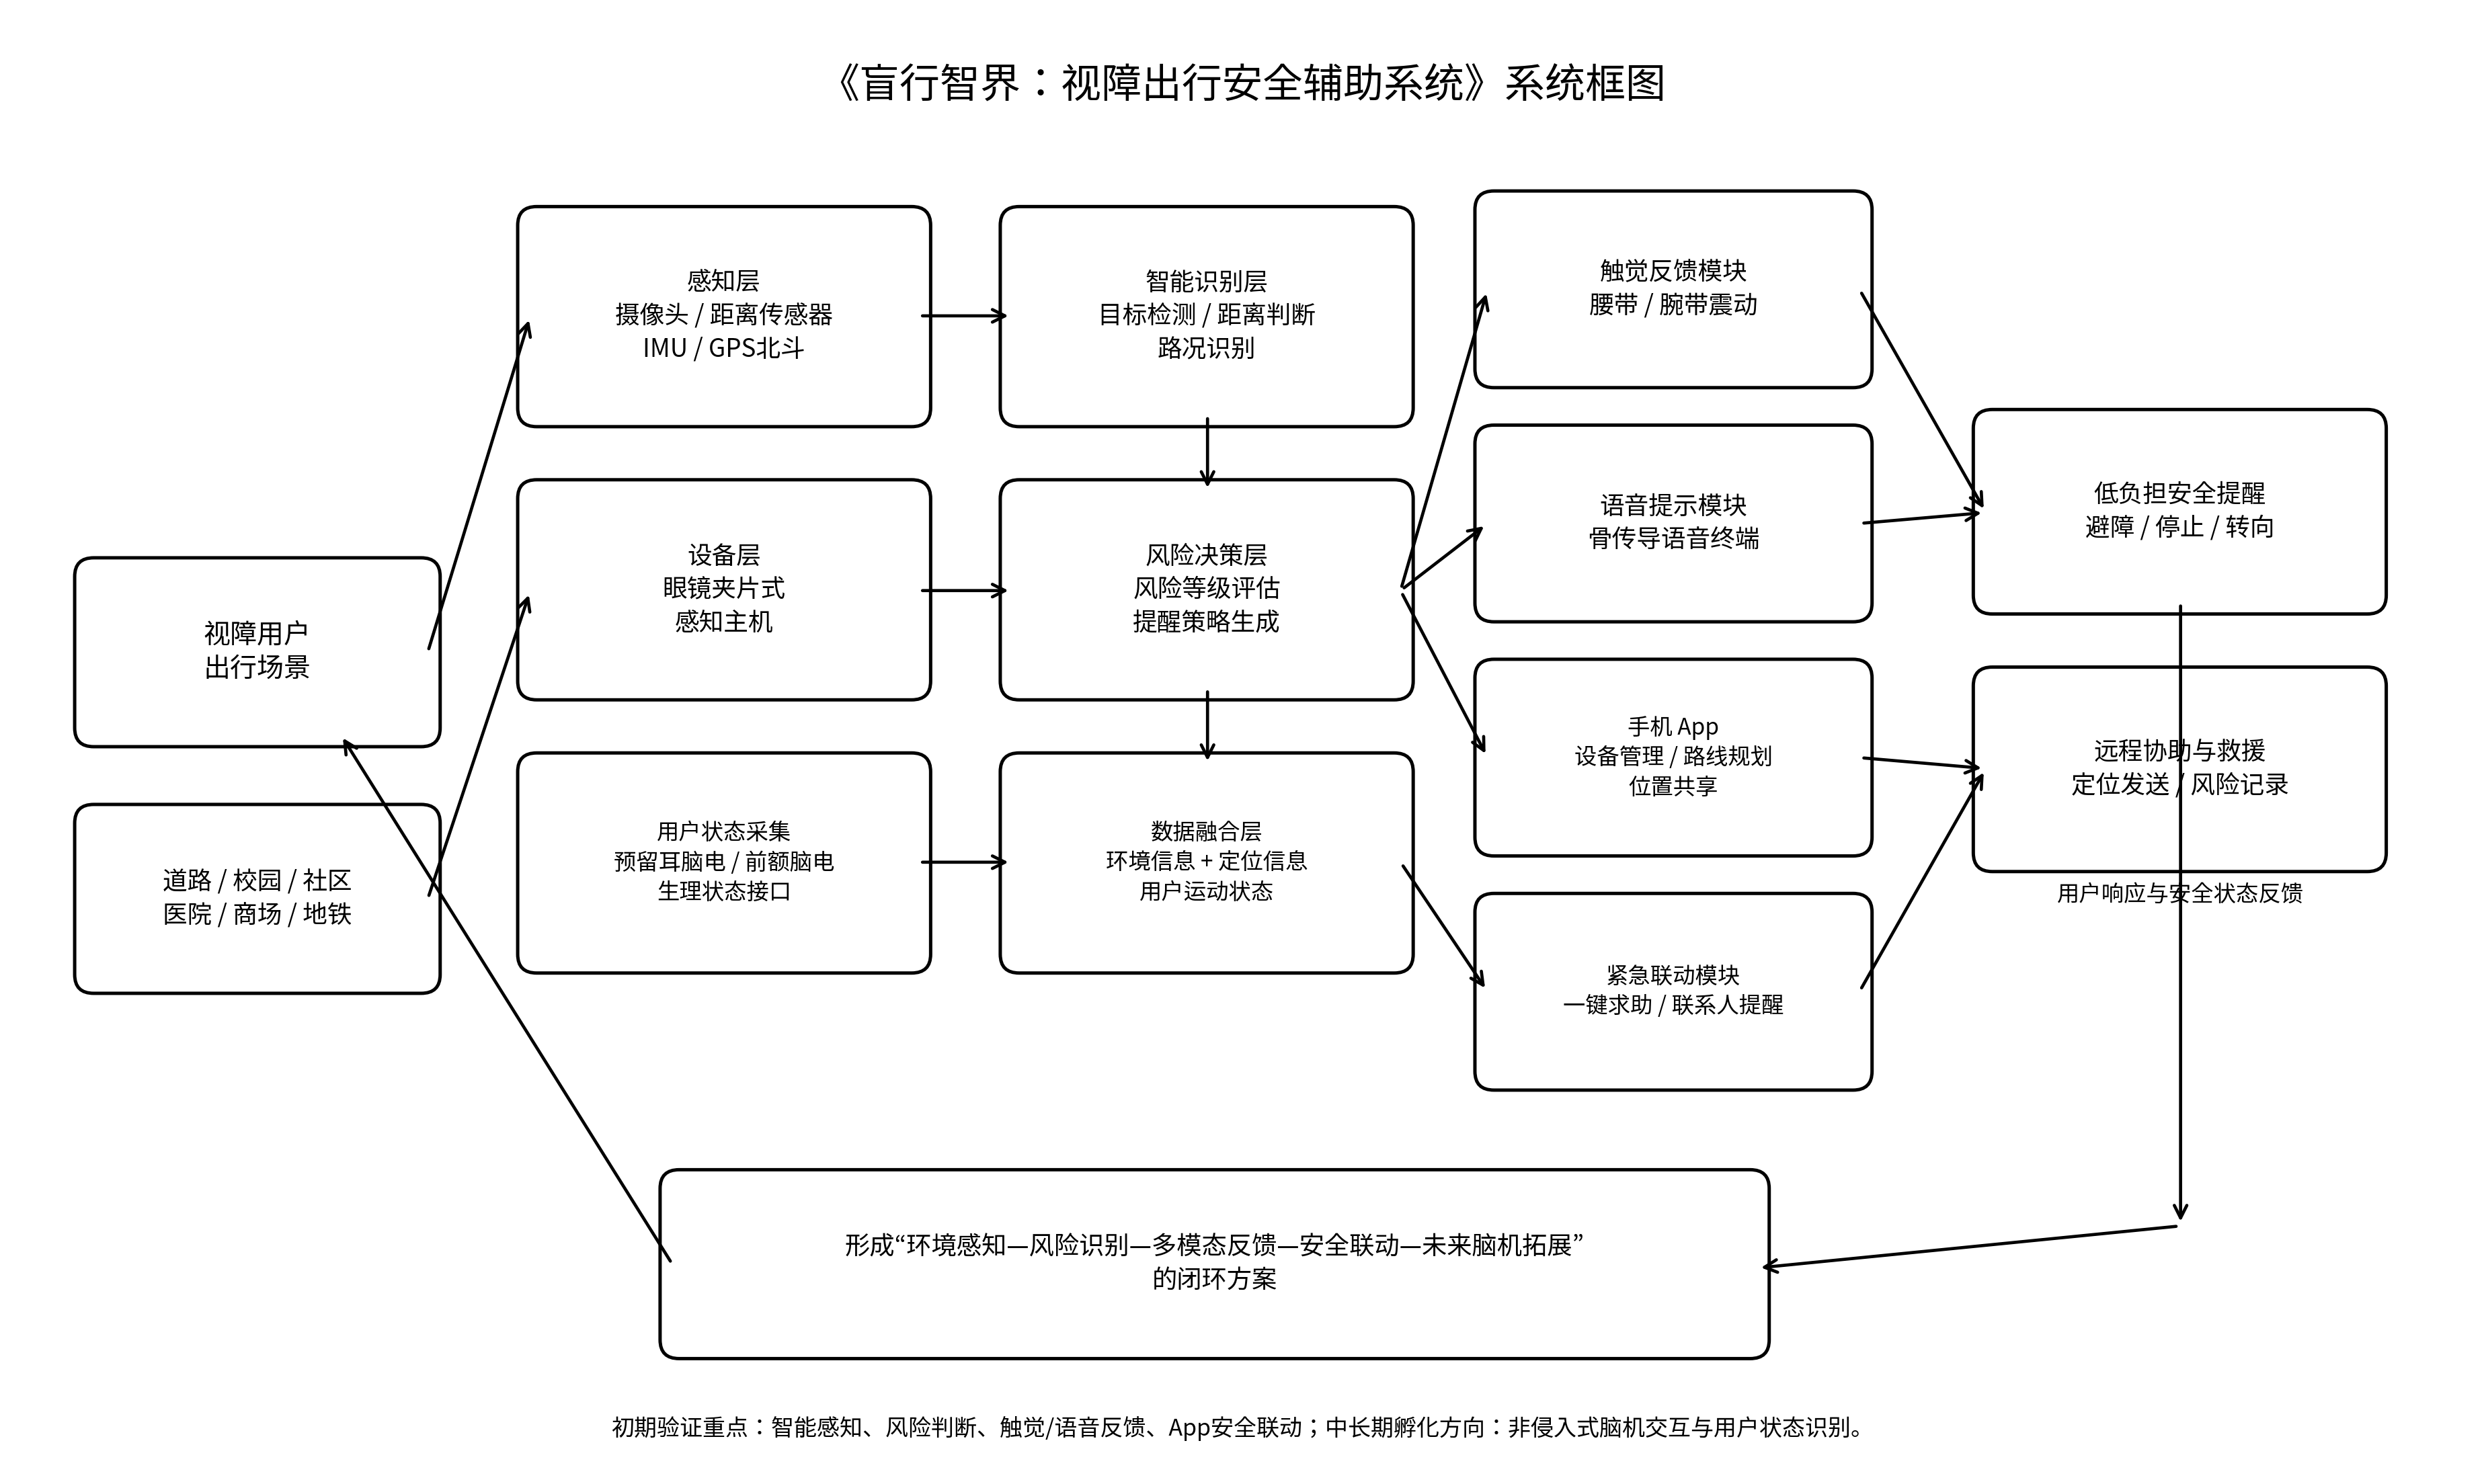 《盲行智界：视障出行安全辅助系统》系统框图
视障用户
出行场景
道路 / 校园 / 社区
医院 / 商场 / 地铁
感知层
摄像头 / 距离传感器
IMU / GPS北斗
设备层
眼镜夹片式
感知主机
用户状态采集
预留耳脑电 / 前额脑电
生理状态接口
智能识别层
目标检测 / 距离判断
路况识别
风险决策层
风险等级评估
提醒策略生成
数据融合层
环境信息 + 定位信息
用户运动状态
触觉反馈模块
腰带 / 腕带震动
语音提示模块
骨传导语音终端
手机 App
设备管理 / 路线规划
位置共享
紧急联动模块
一键求助 / 联系人提醒
低负担安全提醒
避障 / 停止 / 转向
远程协助与救援
定位发送 / 风险记录
用户响应与安全状态反馈
形成“环境感知—风险识别—多模态反馈—安全联动—未来脑机拓展”
的闭环方案
初期验证重点：智能感知、风险判断、触觉/语音反馈、App安全联动；中长期孵化方向：非侵入式脑机交互与用户状态识别。